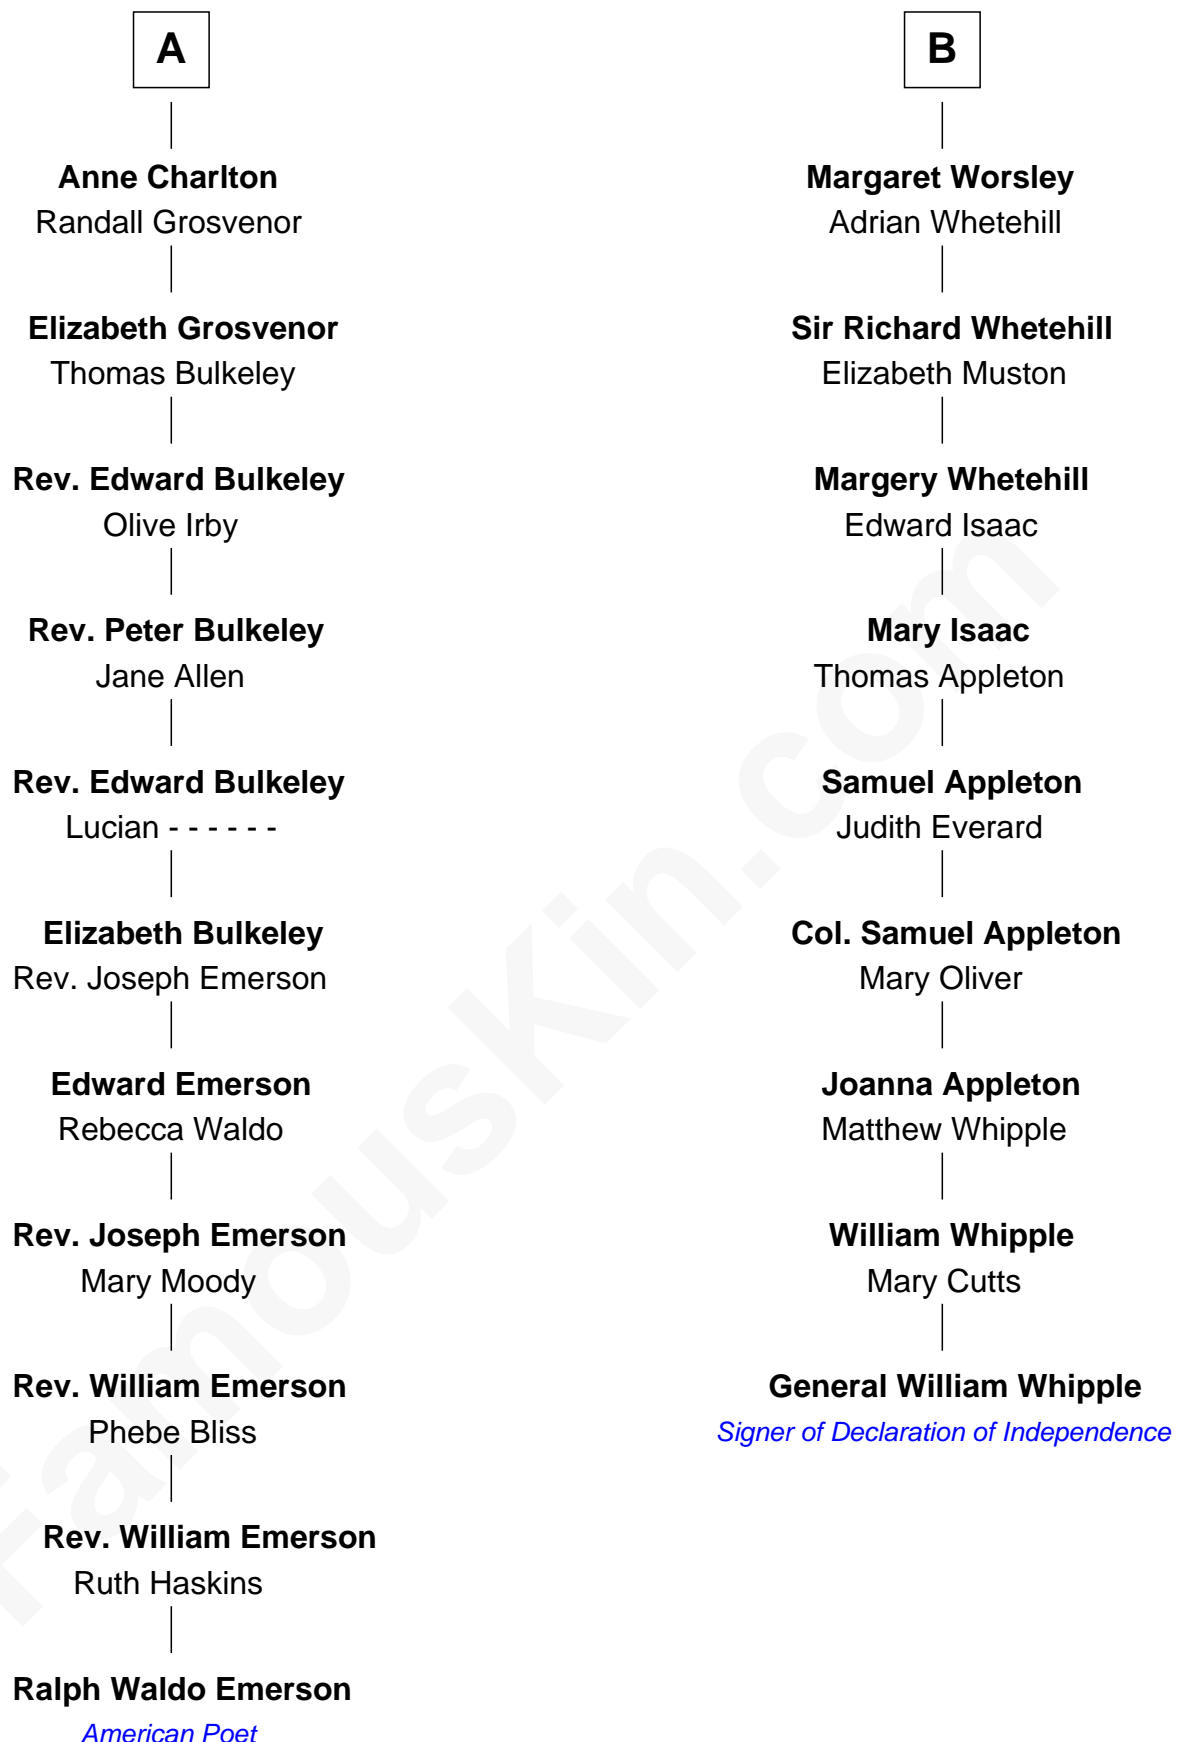 A
Anne Charlton
Randall Grosvenor
Elizabeth Grosvenor
Thomas Bulkeley
Rev. Edward Bulkeley
Olive Irby
Rev. Peter Bulkeley
Jane Allen
Rev. Edward Bulkeley
Lucian - - - - - -
Elizabeth Bulkeley
Rev. Joseph Emerson
Edward Emerson
Rebecca Waldo
Rev. Joseph Emerson
Mary Moody
Rev. William Emerson
Phebe Bliss
Rev. William Emerson
Ruth Haskins
Ralph Waldo Emerson
American Poet
B
Margaret Worsley
Adrian Whetehill
Sir Richard Whetehill
Elizabeth Muston
Margery Whetehill
Edward Isaac
Mary Isaac
Thomas Appleton
Samuel Appleton
Judith Everard
Col. Samuel Appleton
Mary Oliver
Joanna Appleton
Matthew Whipple
William Whipple
Mary Cutts
General William Whipple
Signer of Declaration of Independence
FamousKin.com